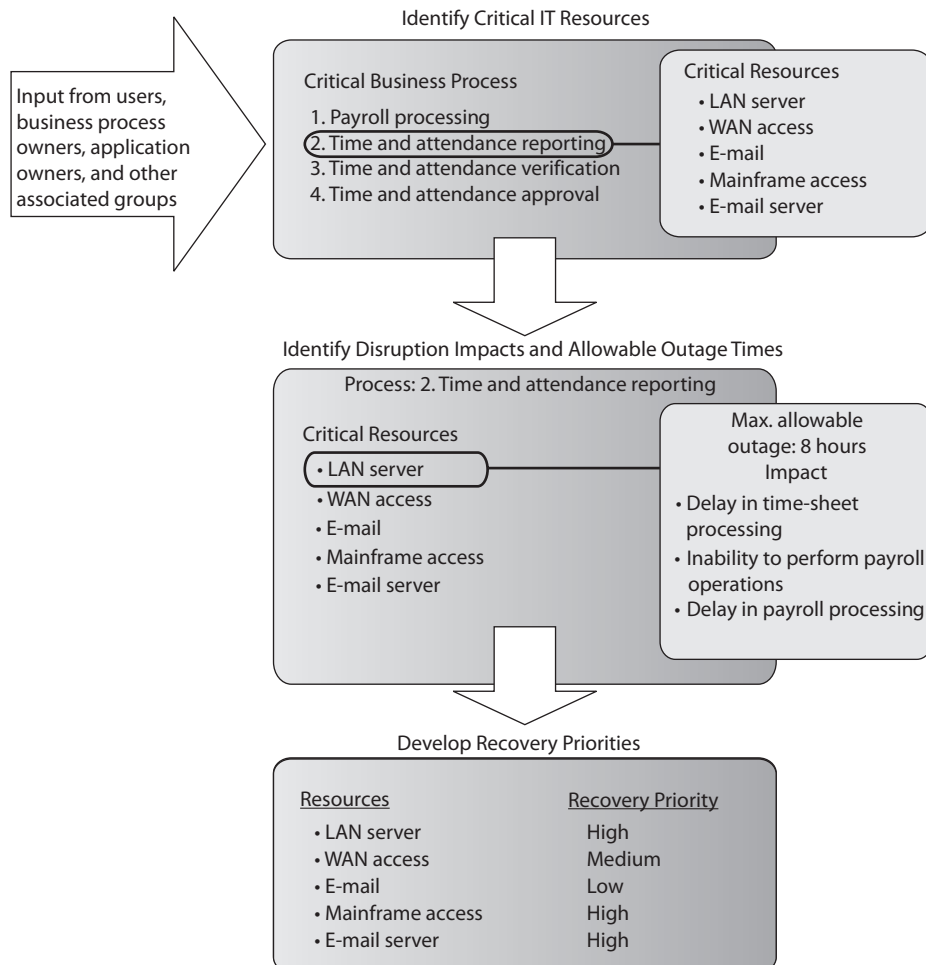 Identify Critical IT Resources
Input from users,
business process
owners, application
owners, and other
associated groups
Critical Business Process
1. Payroll processing
2. Time and attendance reporting
3. Time and attendance verification
4. Time and attendance approval
Critical Resources
• LAN server
• WAN access
• E-mail
• Mainframe access
• E-mail server
Identify Disruption Impacts and Allowable Outage Times
Process: 2. Time and attendance reporting
Critical Resources
• LAN server
• WAN access
• E-mail
• Mainframe access
• E-mail server
Max. allowable
outage: 8 hours
Impact
• Delay in time-sheet
processing
• Inability to perform payroll
operations
• Delay in payroll processing
Develop Recovery Priorities
Resources Recovery Priority
• LAN server High
• WAN access Medium
• E-mail Low
• Mainframe access High
• E-mail server High